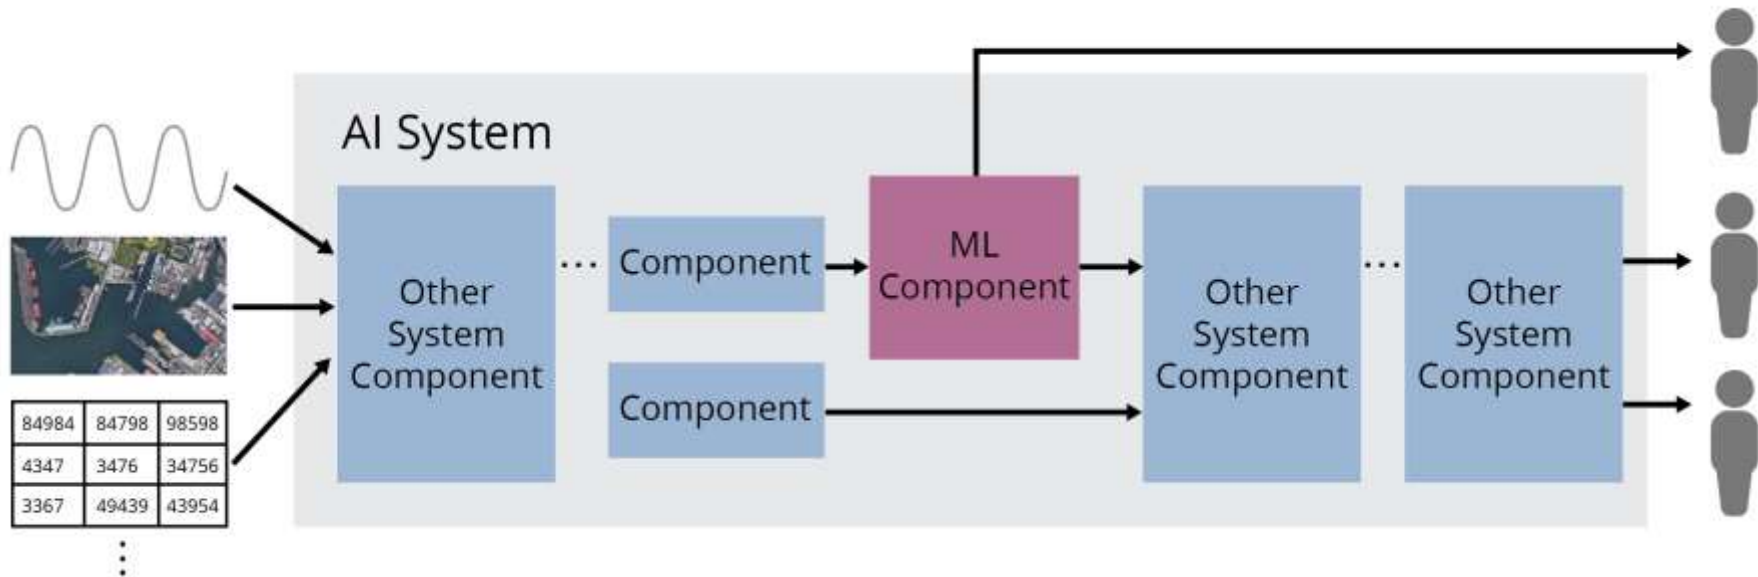 AI System
Other
System
Component
...
Component
Component
ML
Component
Other
System
Component
...
Other
System
Component
84984 84798 98598
4347 3476 34756
3367 49439 43954